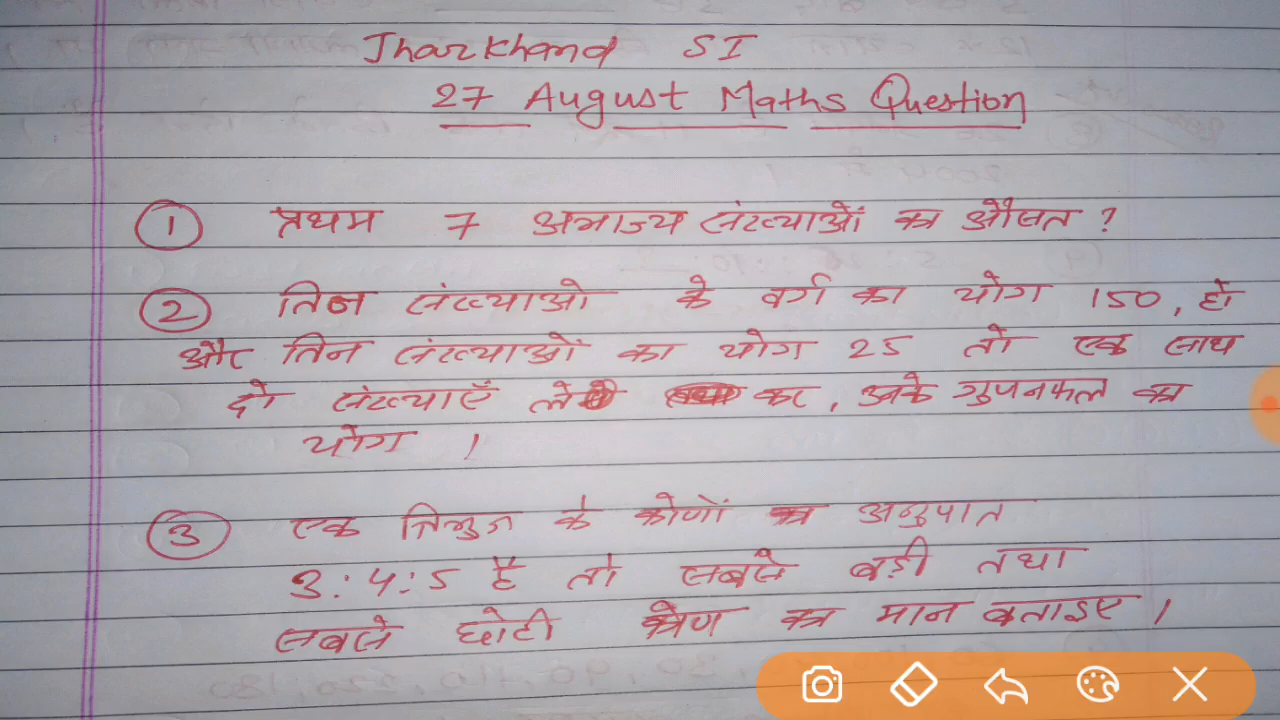 Jharkhand SI
27 August Maths Question
① प्रथम 7 अभाज्य संख्याओं का औसत ?
② तिन संख्याओ के वर्ग का योग 150, हो
और तिन संख्याओं का योग 25 तो एक साथ
दो संख्याएँ ले कर, उनके गुणनफल का
योग ।
③ एक त्रिभुज के कोणों का अनुपात
3:4:5 है तो सबसे बड़ी तथा
सबसे छोटी कोण का मान बताइए ।